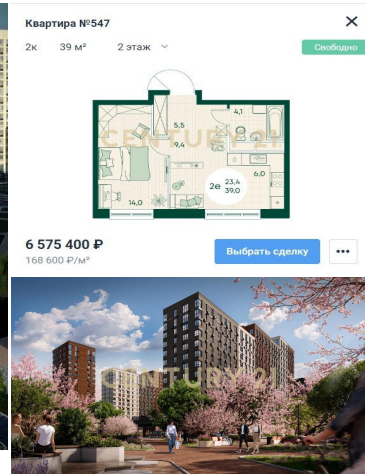 Квартира №547
2к 39 м² 2 этаж
Свободно
CENTURY 21
4,1
5,5
9,4
6,0
2е 23,4
39,0
14,0
6 575 400 ₽
168 600 ₽/м²
Выбрать сделку
CENTURY 21